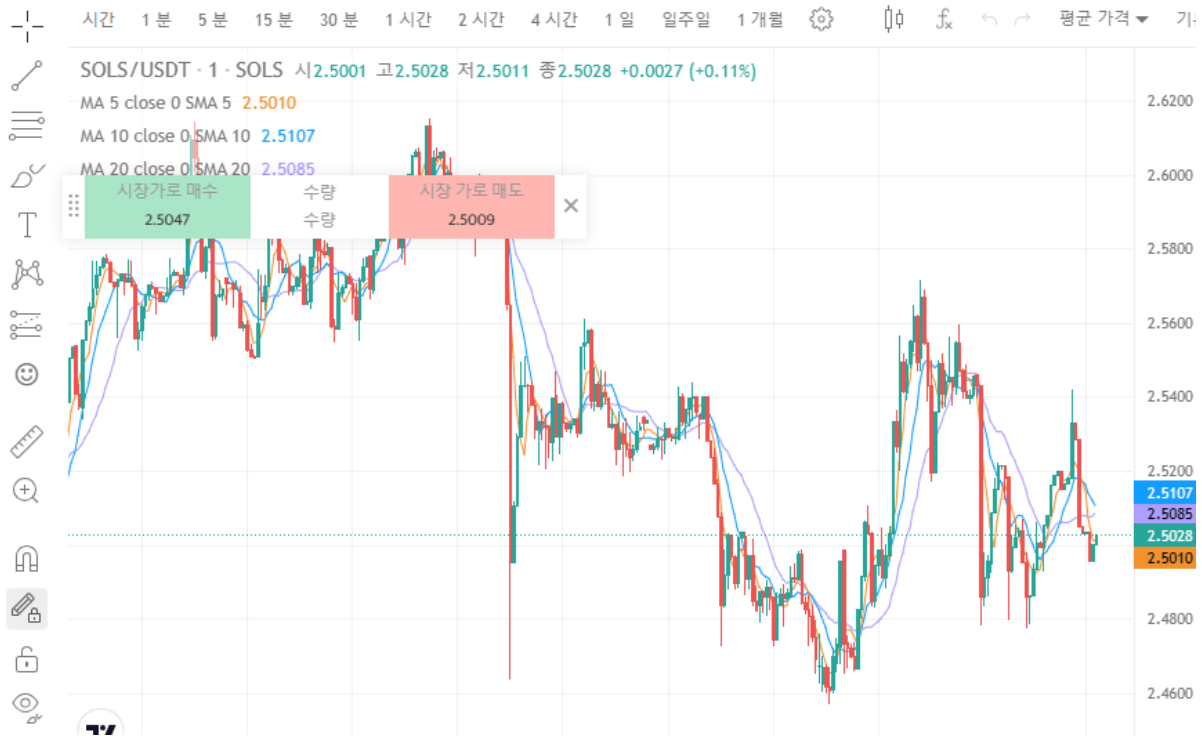 시간 1 분 5 분 15 분 30 분 1 시간 2 시간 4 시간 1 일 일주일 1 개월 평균 가격
SOLS/USDT · 1 · SOLS 시2.5001 고2.5028 저2.5011 종2.5028 +0.0027 (+0.11%)
MA 5 close 0 SMA 5 2.5010
MA 10 close 0 SMA 10 2.5107
MA 20 close 0 SMA 20 2.5085
시장가로 매수 수량 시장 가로 매도
2.5047 수량 2.5009
2.6200
2.6000
2.5800
2.5600
2.5400
2.5200
2.5107
2.5085
2.5028
2.5010
2.4800
2.4600